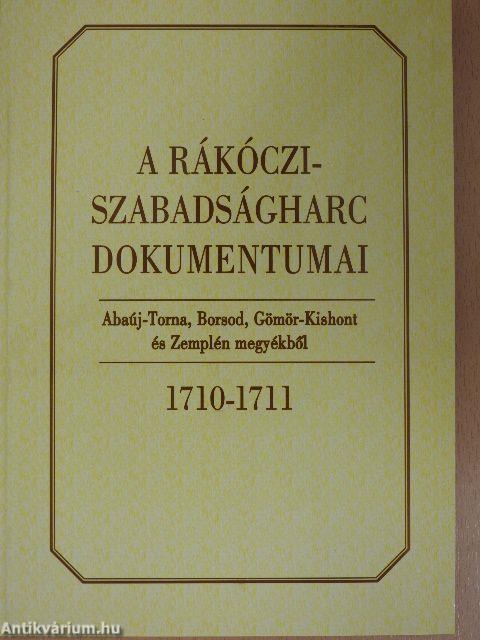 A RÁKÓCZI-
SZABADSÁGHARC
DOKUMENTUMAI
Abaúj-Torna, Borsod, Gömör-Kishont
és Zemplén megyékből
1710-1711
Antikvárium.hu